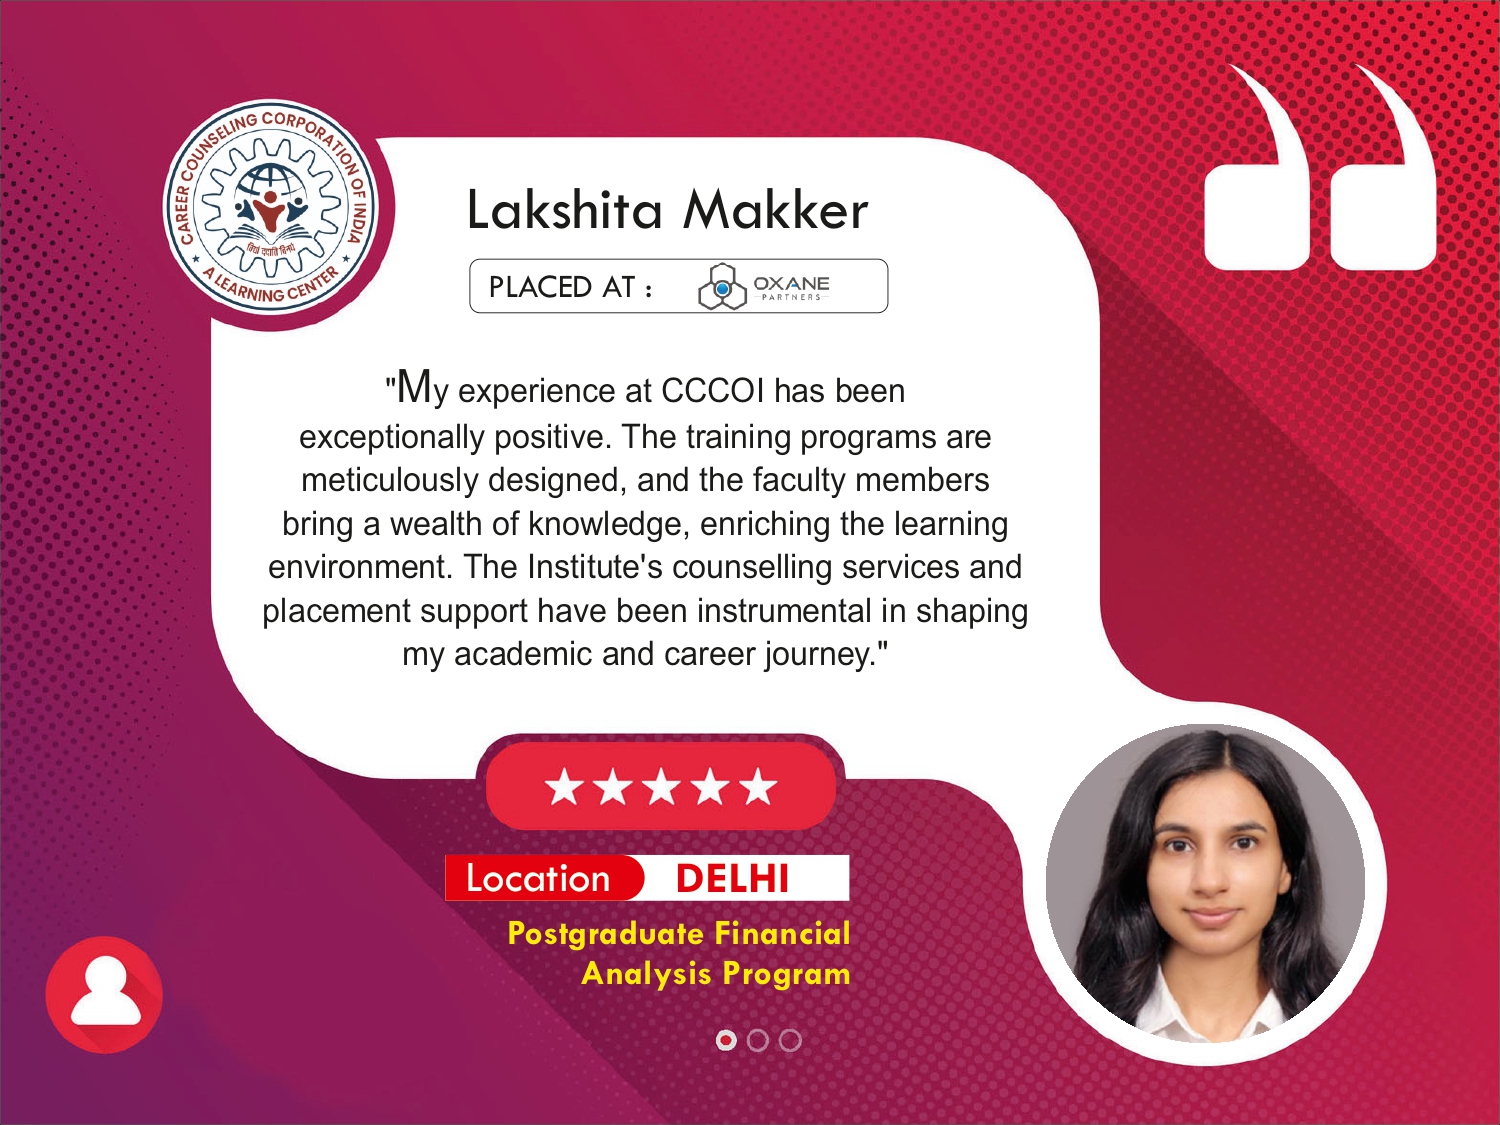 CAREER COUNSELING CORPORATION OF INDIA
★ A LEARNING CENTER ★
Lakshita Makker
PLACED AT :
OXANE
PARTNERS
"My experience at CCCOI has been
exceptionally positive. The training programs are
meticulously designed, and the faculty members
bring a wealth of knowledge, enriching the learning
environment. The Institute's counselling services and
placement support have been instrumental in shaping
my academic and career journey."
Location DELHI
Postgraduate Financial
Analysis Program